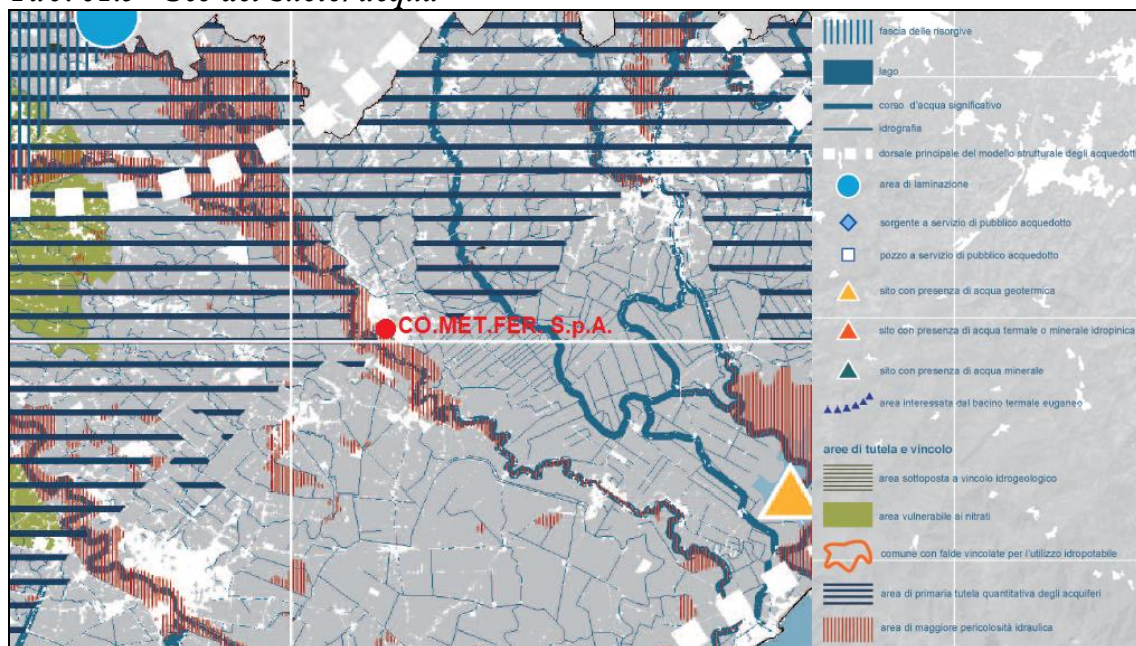 fascia delle risorgive
lago
corso d'acqua significativo
idrografia
dorsale principale del modello strutturale degli acquedotti
area di laminazione
sorgente a servizio di pubblico acquedotto
pozzo a servizio di pubblico acquedotto
sito con presenza di acqua geotermica
CO.MET.FER. S.p.A.
sito con presenza di acqua termale o minerale idropinica
sito con presenza di acqua minerale
area interessata dal bacino termale euganeo
aree di tutela e vincolo
area sottoposta a vincolo idrogeologico
area vulnerabile ai nitrati
comune con falde vincolate per l'utilizzo idropotabile
area di primaria tutela quantitativa degli acquiferi
area di maggiore pericolosità idraulica